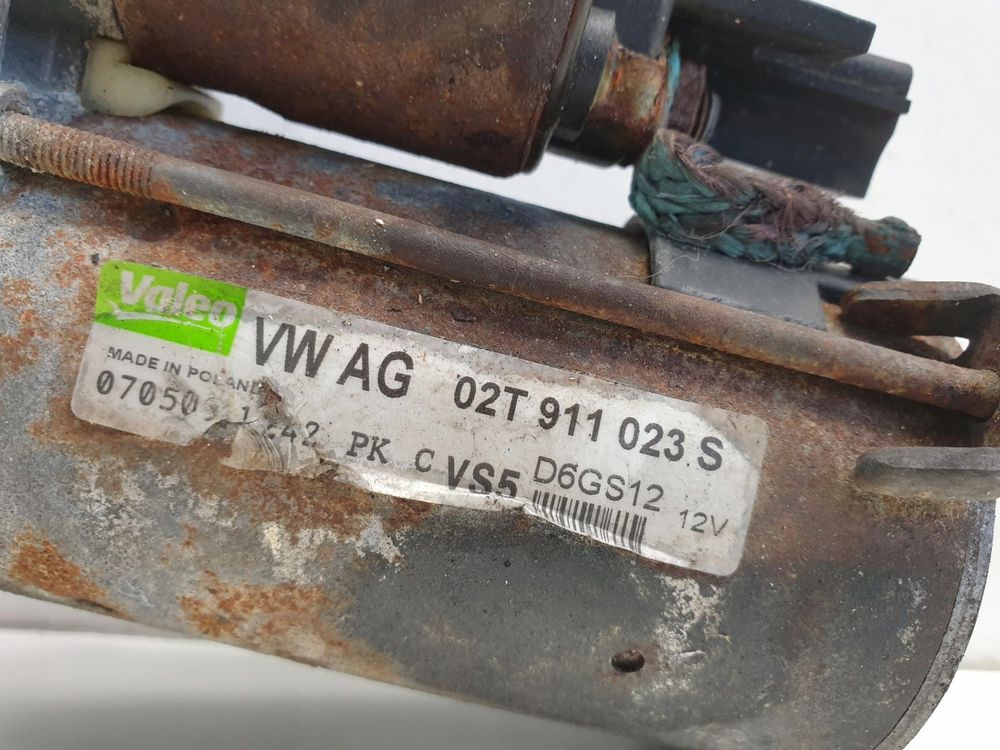 Valeo VW AG 02T 911 023 S
MADE IN POLAND
PK C VS5 D6GS12 12V